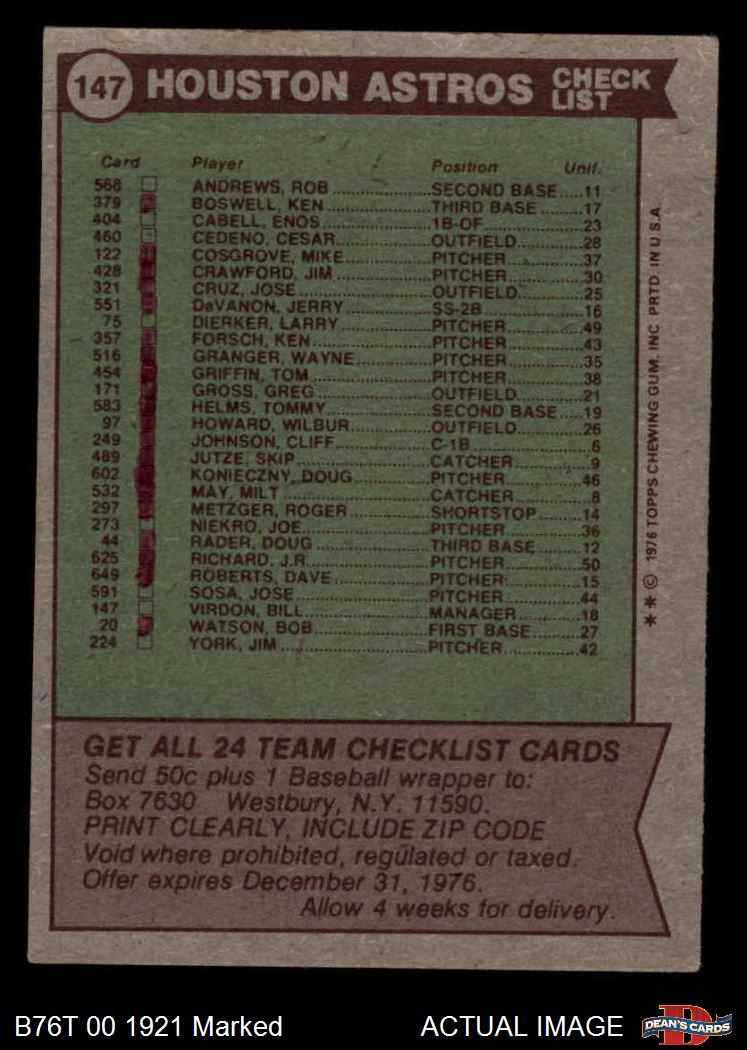 147 HOUSTON ASTROS CHECK LIST
Card Player Position Unif.
568 ANDREWS, ROB SECOND BASE 11
379 BOSWELL, KEN THIRD BASE 17
404 CABELL, ENOS 1B-OF 23
460 CEDENO, CESAR OUTFIELD 28
122 COSGROVE, MIKE PITCHER 37
428 CRAWFORD, JIM PITCHER 30
321 CRUZ, JOSE OUTFIELD 25
551 DaVANON, JERRY SS-2B 16
75 DIERKER, LARRY PITCHER 49
357 FORSCH, KEN PITCHER 43
516 GRANGER, WAYNE PITCHER 35
454 GRIFFIN, TOM PITCHER 38
171 GROSS, GREG OUTFIELD 21
583 HELMS, TOMMY SECOND BASE 19
97 HOWARD, WILBUR OUTFIELD 26
249 JOHNSON, CLIFF C-1B 6
489 JUTZE, SKIP CATCHER 9
602 KONIECZNY, DOUG PITCHER 46
532 MAY, MILT CATCHER 8
297 METZGER, ROGER SHORTSTOP 14
273 NIEKRO, JOE PITCHER 36
44 RADER, DOUG THIRD BASE 12
625 RICHARD, J.R. PITCHER 50
649 ROBERTS, DAVE PITCHER 15
591 SOSA, JOSE PITCHER 44
147 VIRDON, BILL MANAGER 18
20 WATSON, BOB FIRST BASE 27
224 YORK, JIM PITCHER 42
** © 1976 TOPPS CHEWING GUM, INC. PRTD. IN U.S.A.
GET ALL 24 TEAM CHECKLIST CARDS
Send 50c plus 1 Baseball wrapper to:
Box 7630 Westbury, N.Y. 11590.
PRINT CLEARLY, INCLUDE ZIP CODE
Void where prohibited, regulated or taxed.
Offer expires December 31, 1976.
Allow 4 weeks for delivery.
B76T 00 1921 Marked ACTUAL IMAGE DEAN'S CARDS